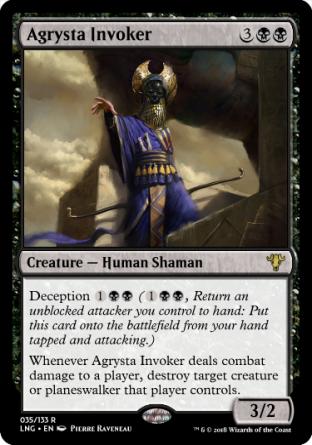 Agrysta Invoker 3
Creature — Human Shaman
Deception 1 ( 1 , Return an
unblocked attacker you control to hand: Put
this card onto the battlefield from your hand
tapped and attacking.)
Whenever Agrysta Invoker deals combat
damage to a player, destroy target creature
or planeswalker that player controls.
3/2
035/133 R
LNG • EN PIERRE RAVENEAU
™ & © 2018 Wizards of the Coast